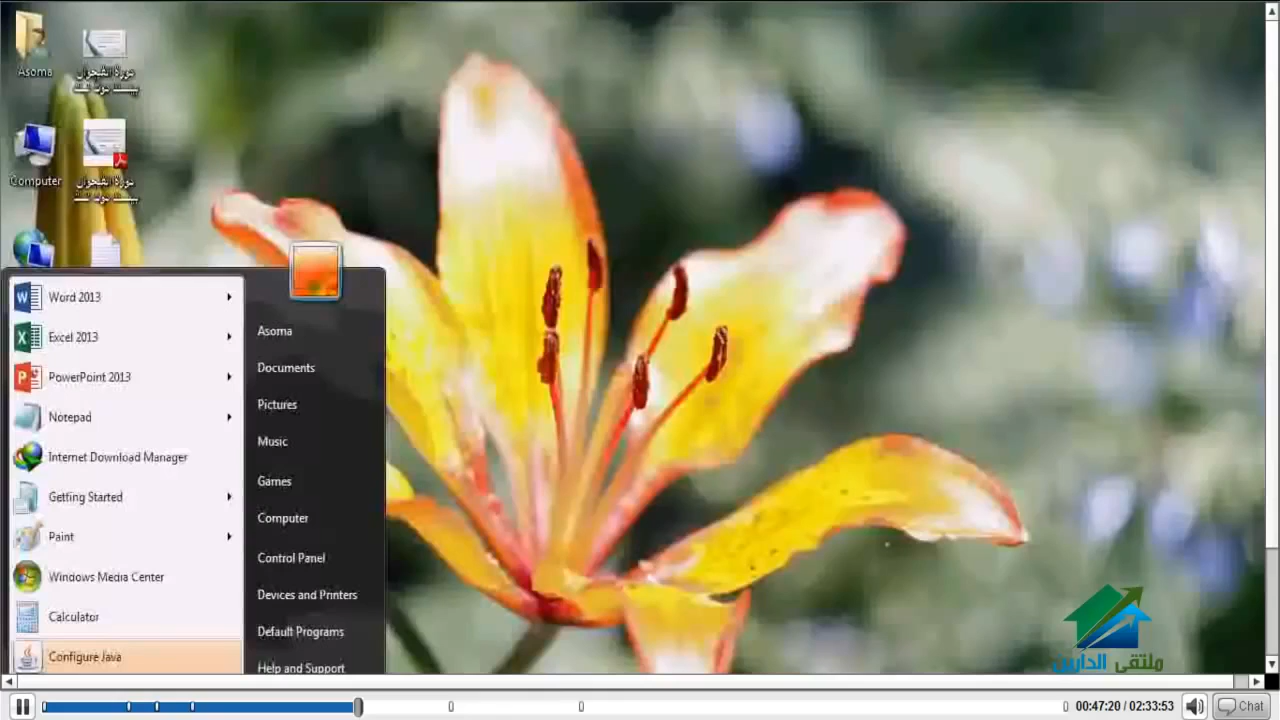 Asoma
Computer
Word 2013
Excel 2013
PowerPoint 2013
Notepad
Internet Download Manager
Getting Started
Paint
Windows Media Center
Calculator
Configure Java
Asoma
Documents
Pictures
Music
Games
Computer
Control Panel
Devices and Printers
Default Programs
Help and Support
ملتقى الدارين
00:47:20 / 02:33:53
Chat